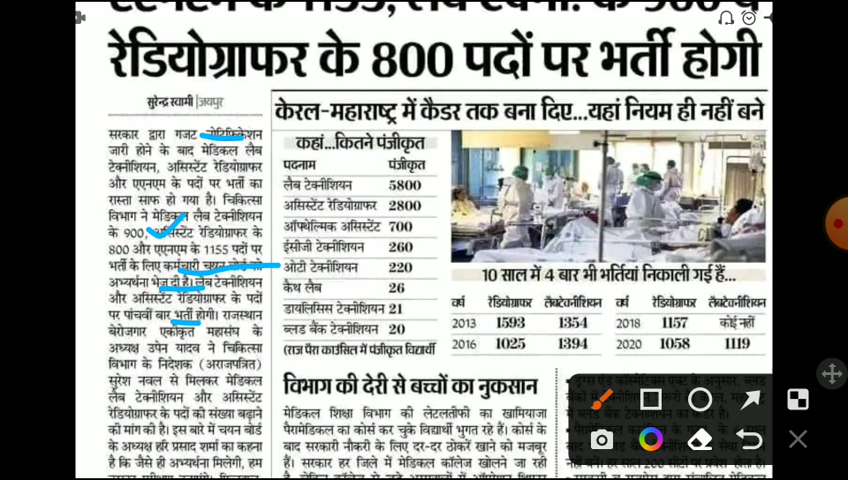 रेडियोग्राफर के 800 पदों पर भर्ती होगी
सुरेन्द्र स्वामी | जयपुर
सरकार द्वारा गजट नोटिफिकेशन
जारी होने के बाद मेडिकल लैब
टेक्नीशियन, असिस्टेंट रेडियोग्राफर
और एएनएम के पदों पर भर्ती का
रास्ता साफ हो गया है। चिकित्सा
विभाग ने मेडिकल लैब टेक्नीशियन
के 900, असिस्टेंट रेडियोग्राफर के
800 और एएनएम के 1155 पदों पर
भर्ती के लिए कर्मचारी चयन बोर्ड को
अभ्यर्थना भेज दी है। लैब टेक्नीशियन
और असिस्टेंट रेडियोग्राफर के पदों
पर पांचवीं बार भर्ती होगी। राजस्थान
बेरोजगार एकीकृत महासंघ के
अध्यक्ष उपेन यादव ने चिकित्सा
विभाग के निदेशक (अराजपत्रित)
सुरेश नवल से मिलकर मेडिकल
लैब टेक्नीशियन और असिस्टेंट
रेडियोग्राफर के पदों की संख्या बढ़ाने
की मांग की है। इस बारे में चयन बोर्ड
के अध्यक्ष हरि प्रसाद शर्मा का कहना
है कि जैसे ही अभ्यर्थना मिलेगी, हम
केरल-महाराष्ट्र में कैडर तक बना दिए...यहां नियम ही नहीं बने
कहां...कितने पंजीकृत
पदनाम पंजीकृत
लैब टेक्नीशियन 5800
असिस्टेंट रेडियोग्राफर 2800
ऑफ्थेल्मिक असिस्टेंट 700
ईसीजी टेक्नीशियन 260
ओटी टेक्नीशियन 220
कैथ लैब 26
डायलिसिस टेक्नीशियन 21
ब्लड बैंक टेक्नीशियन 20
(राज पैरा काउंसिल में पंजीकृत विद्यार्थी
10 साल में 4 बार भी भर्तियां निकाली गई हैं...
वर्ष रेडियोग्राफर लैबटेक्नीशियन वर्ष रेडियोग्राफर लैबटेक्नीशियन
2013 1593 1354 2018 1157 कोई नहीं
2016 1025 1394 2020 1058 1119
विभाग की देरी से बच्चों का नुकसान
मेडिकल शिक्षा विभाग की लेटलतीफी का खामियाजा
पैरामेडिकल का कोर्स कर चुके विद्यार्थी भुगत रहे हैं। कोर्स के
बाद सरकारी नौकरी के लिए दर-दर ठोकरें खाने को मजबूर
हैं। सरकार हर जिले में मेडिकल कॉलेज खोलने जा रही